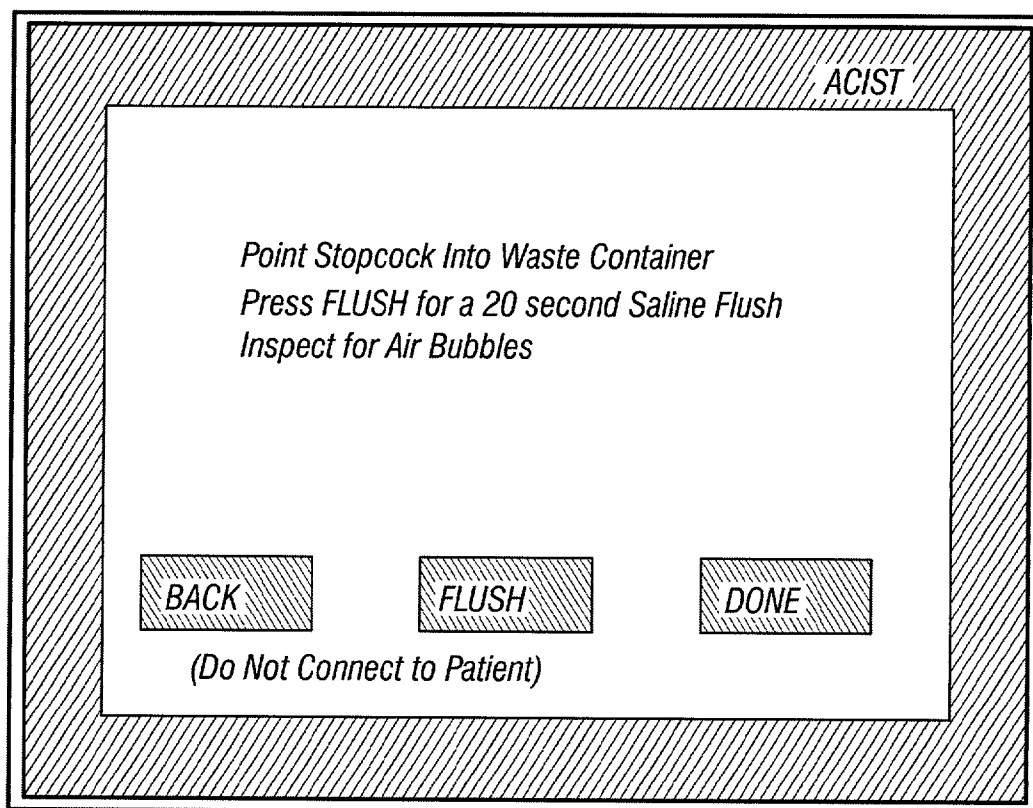 ACIST
Point Stopcock Into Waste Container
Press FLUSH for a 20 second Saline Flush
Inspect for Air Bubbles
BACK FLUSH DONE
(Do Not Connect to Patient)